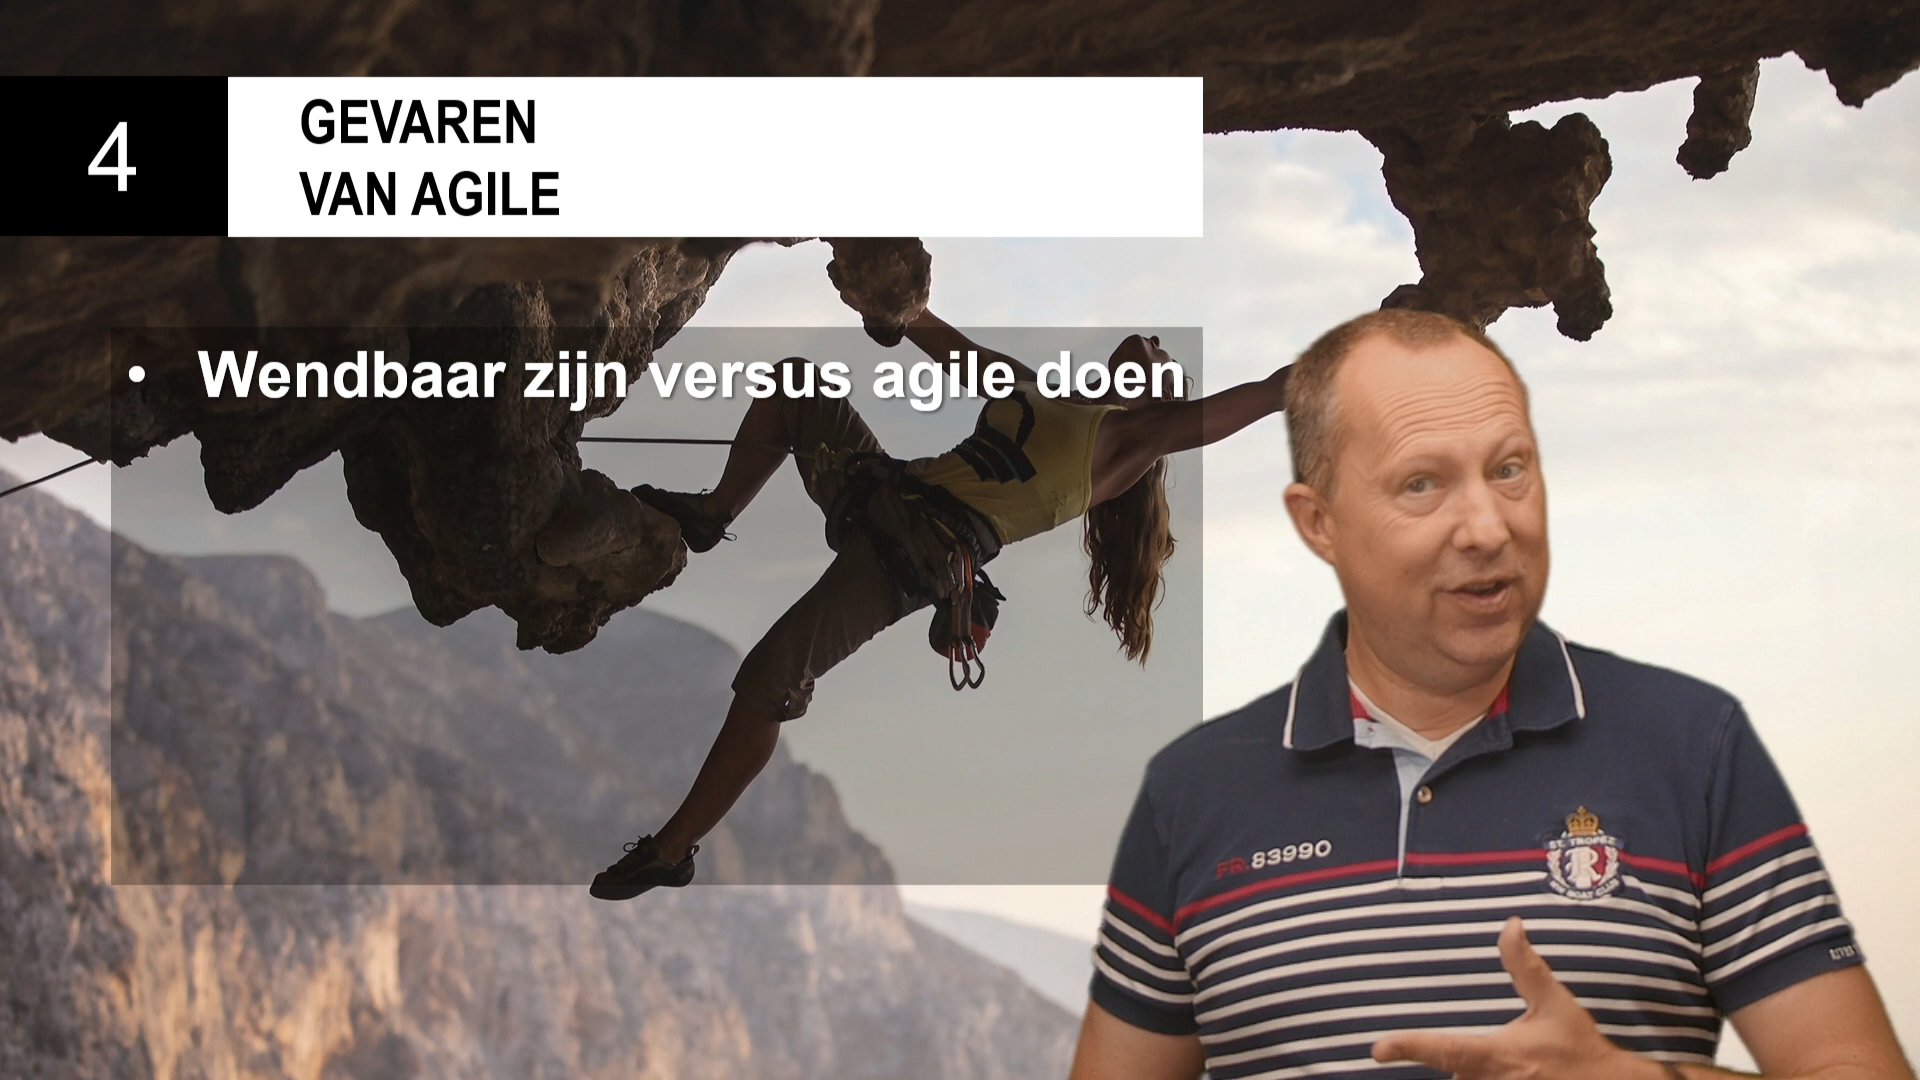 4
GEVAREN
VAN AGILE
• Wendbaar zijn versus agile doen
FR.83990
ST. TROPEZ
R